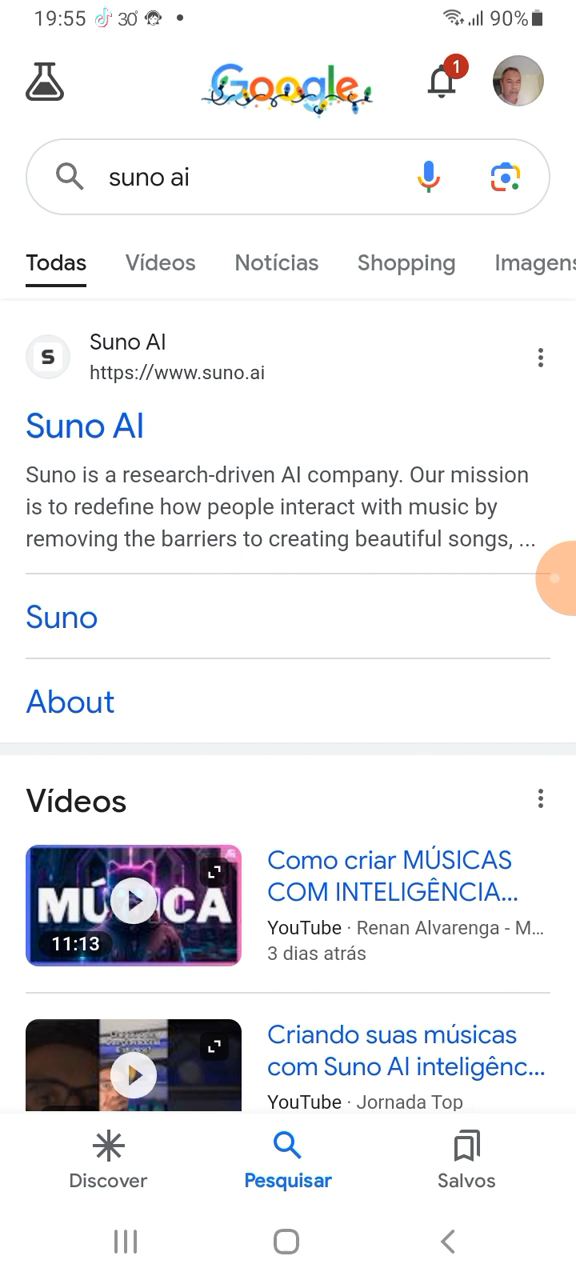 19:55 30° 90%
Google
1
suno ai
Todas Vídeos Notícias Shopping Imagens
S
Suno AI
https://www.suno.ai
Suno AI
Suno is a research-driven AI company. Our mission
is to redefine how people interact with music by
removing the barriers to creating beautiful songs, ...
Suno
About
Vídeos
MÚ CA
11:13
Como criar MÚSICAS
COM INTELIGÊNCIA...
YouTube · Renan Alvarenga - M...
3 dias atrás
Criando suas músicas
com Suno AI inteligênc...
YouTube · Jornada Top
Discover Pesquisar Salvos